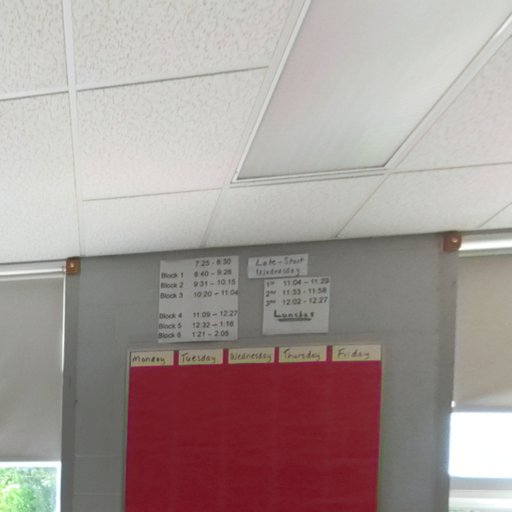 7:25 - 8:30
Block 1 8:40 – 9:26
Block 2 9:31 – 10:15
Block 3 10:20 – 11:04
Block 4 11:09 – 12:27
Block 5 12:32 – 1:16
Block 6 1:21 – 2:05
Late-Start
Wednesday
1st 11:04 – 11:29
2nd 11:33 - 11:58
3rd 12:02 - 12:27
Lunches
Monday Tuesday Wednesday Thursday Friday